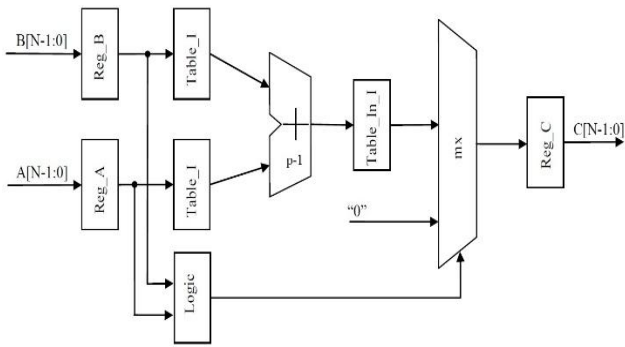 B[N-1:0]
Reg_B
Table_I
A[N-1:0]
Reg_A
Table_I
+
p-1
Table_In_I
mx
“0”
Reg_C
C[N-1:0]
Logic